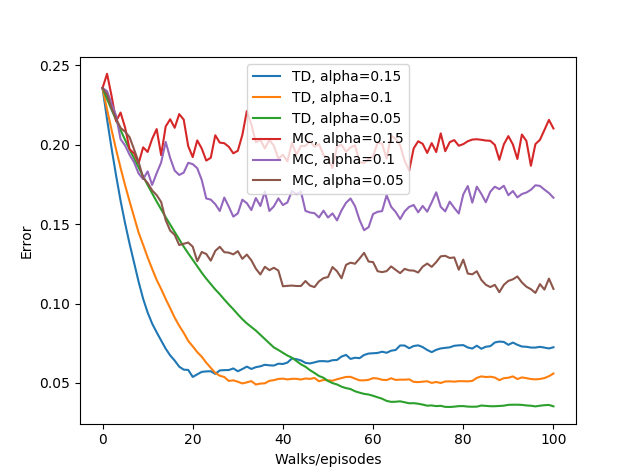 0.25
0.20
0.15
0.10
0.05
Error
TD, alpha=0.15
TD, alpha=0.1
TD, alpha=0.05
MC, alpha=0.15
MC, alpha=0.1
MC, alpha=0.05
0 20 40 60 80 100
Walks/episodes